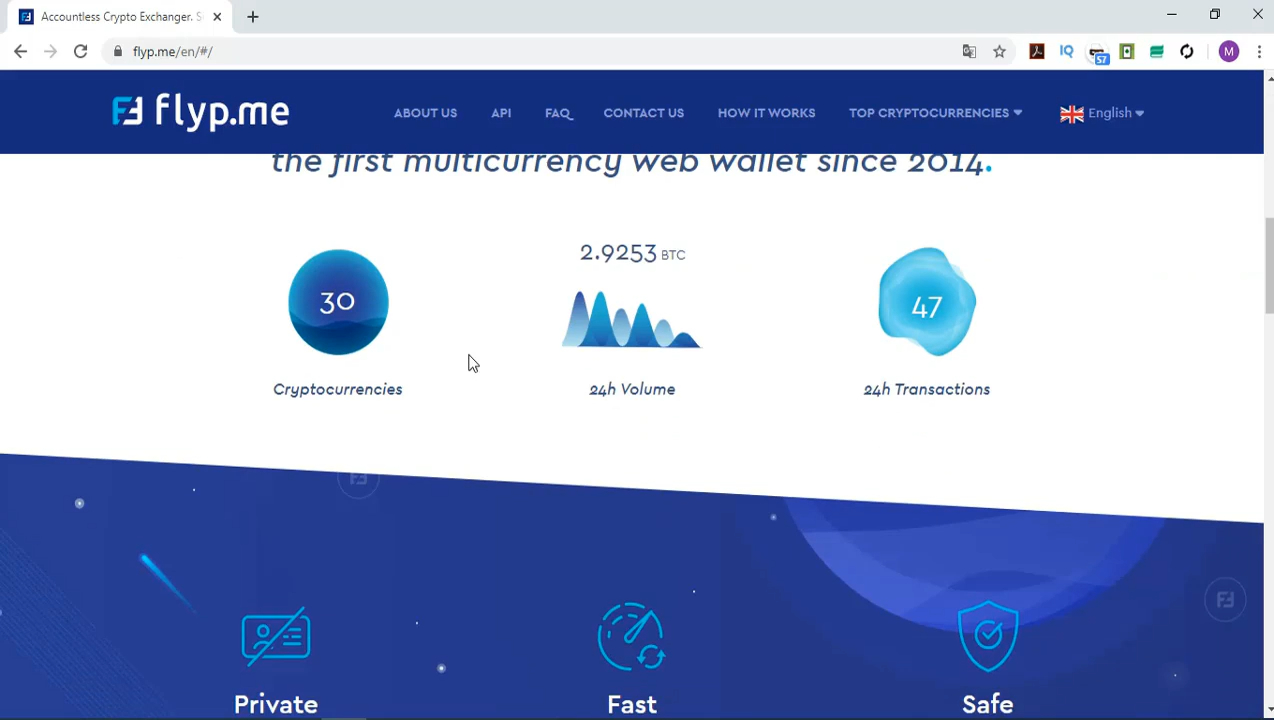 Accountless Crypto Exchanger. S
flyp.me/en/#/
57
M
flyp.me
ABOUT US
API
FAQ
CONTACT US
HOW IT WORKS
TOP CRYPTOCURRENCIES
English
the first multicurrency web wallet since 2014.
30
Cryptocurrencies
2.9253 BTC
24h Volume
47
24h Transactions
Private
Fast
Safe